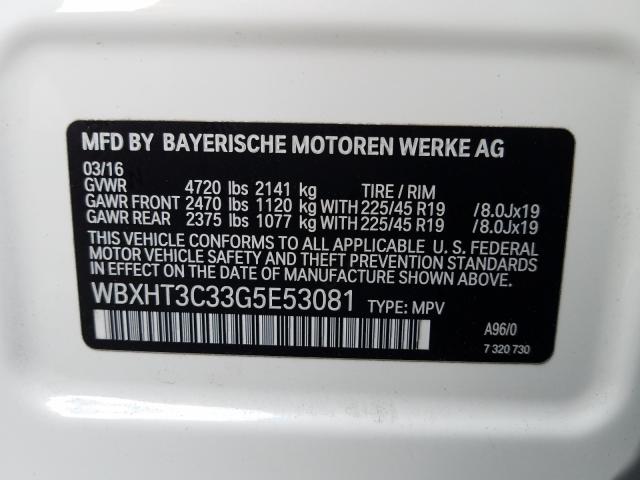 MFD BY BAYERISCHE MOTOREN WERKE AG
03/16
GVWR 4720 lbs 2141 kg TIRE / RIM
GAWR FRONT 2470 lbs 1120 kg WITH 225/45 R19 /8.0Jx19
GAWR REAR 2375 lbs 1077 kg WITH 225/45 R19 /8.0Jx19
THIS VEHICLE CONFORMS TO ALL APPLICABLE U. S. FEDERAL
MOTOR VEHICLE SAFETY AND THEFT PREVENTION STANDARDS
IN EFFECT ON THE DATE OF MANUFACTURE SHOWN ABOVE.
WBXHT3C33G5E53081 TYPE: MPV
A96/0
7 320 730